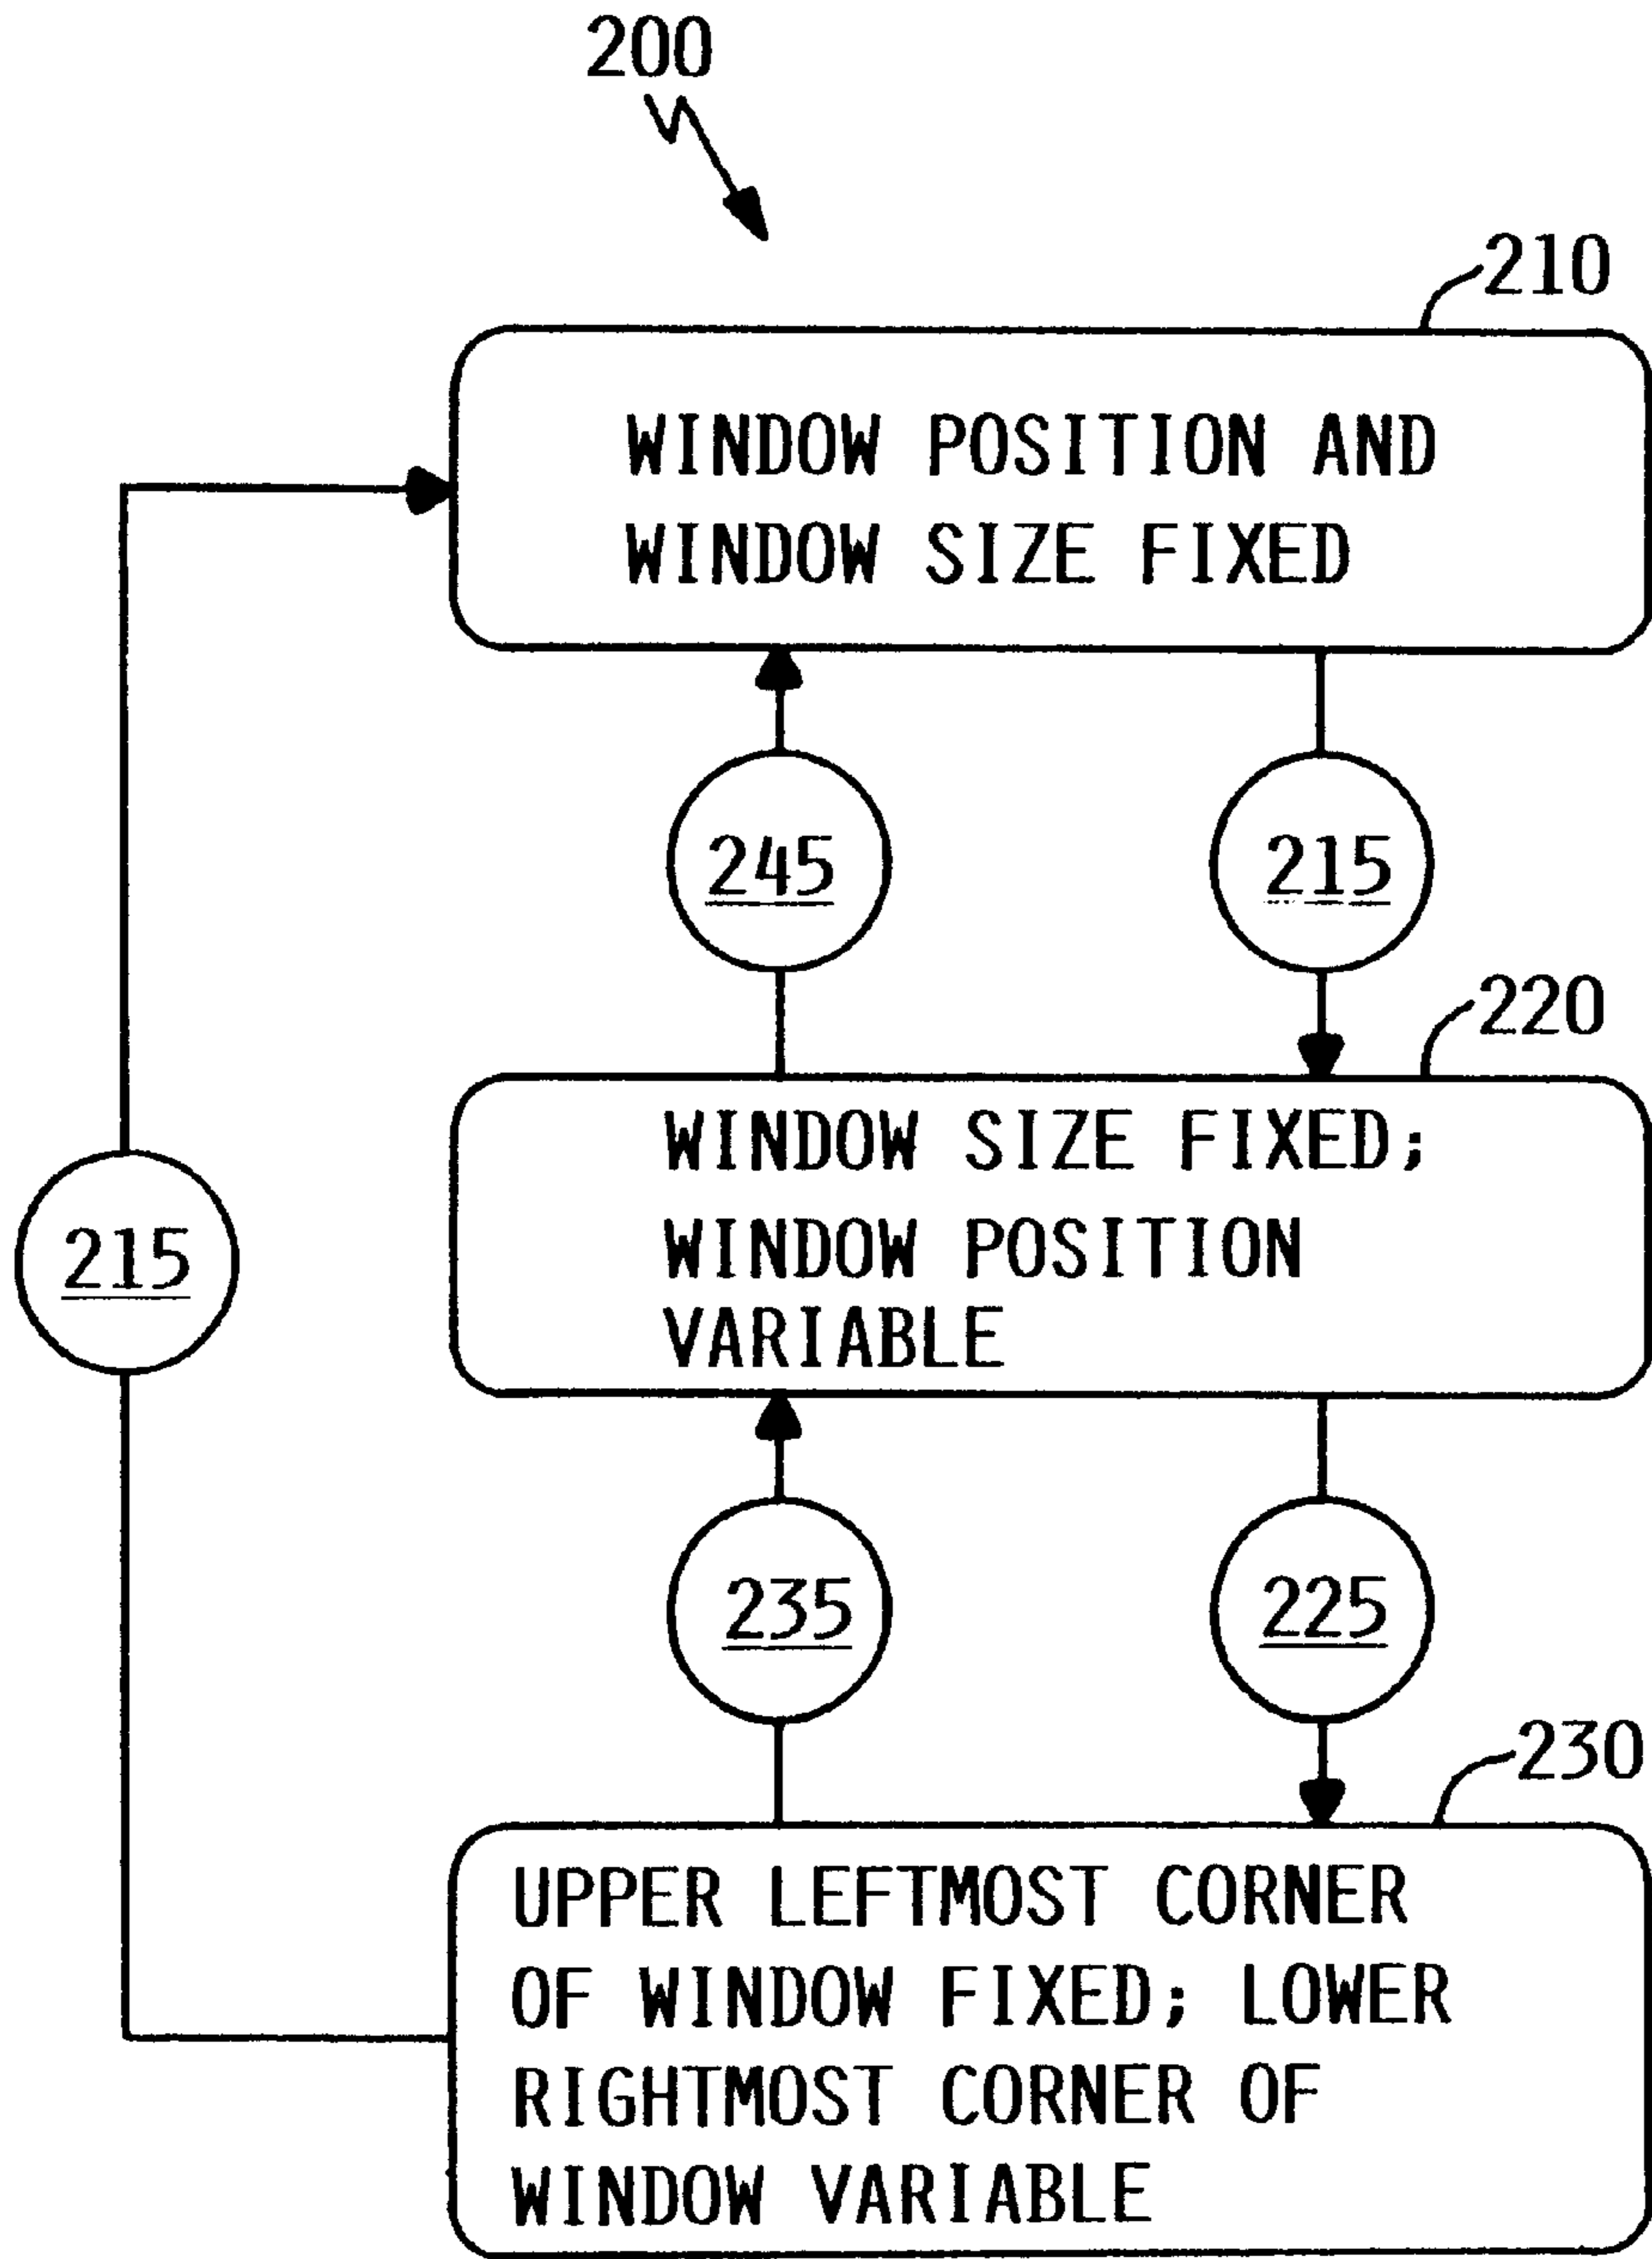 200
210
WINDOW POSITION AND
WINDOW SIZE FIXED
245
215
220
WINDOW SIZE FIXED;
WINDOW POSITION
VARIABLE
215
235
225
230
UPPER LEFTMOST CORNER
OF WINDOW FIXED; LOWER
RIGHTMOST CORNER OF
WINDOW VARIABLE